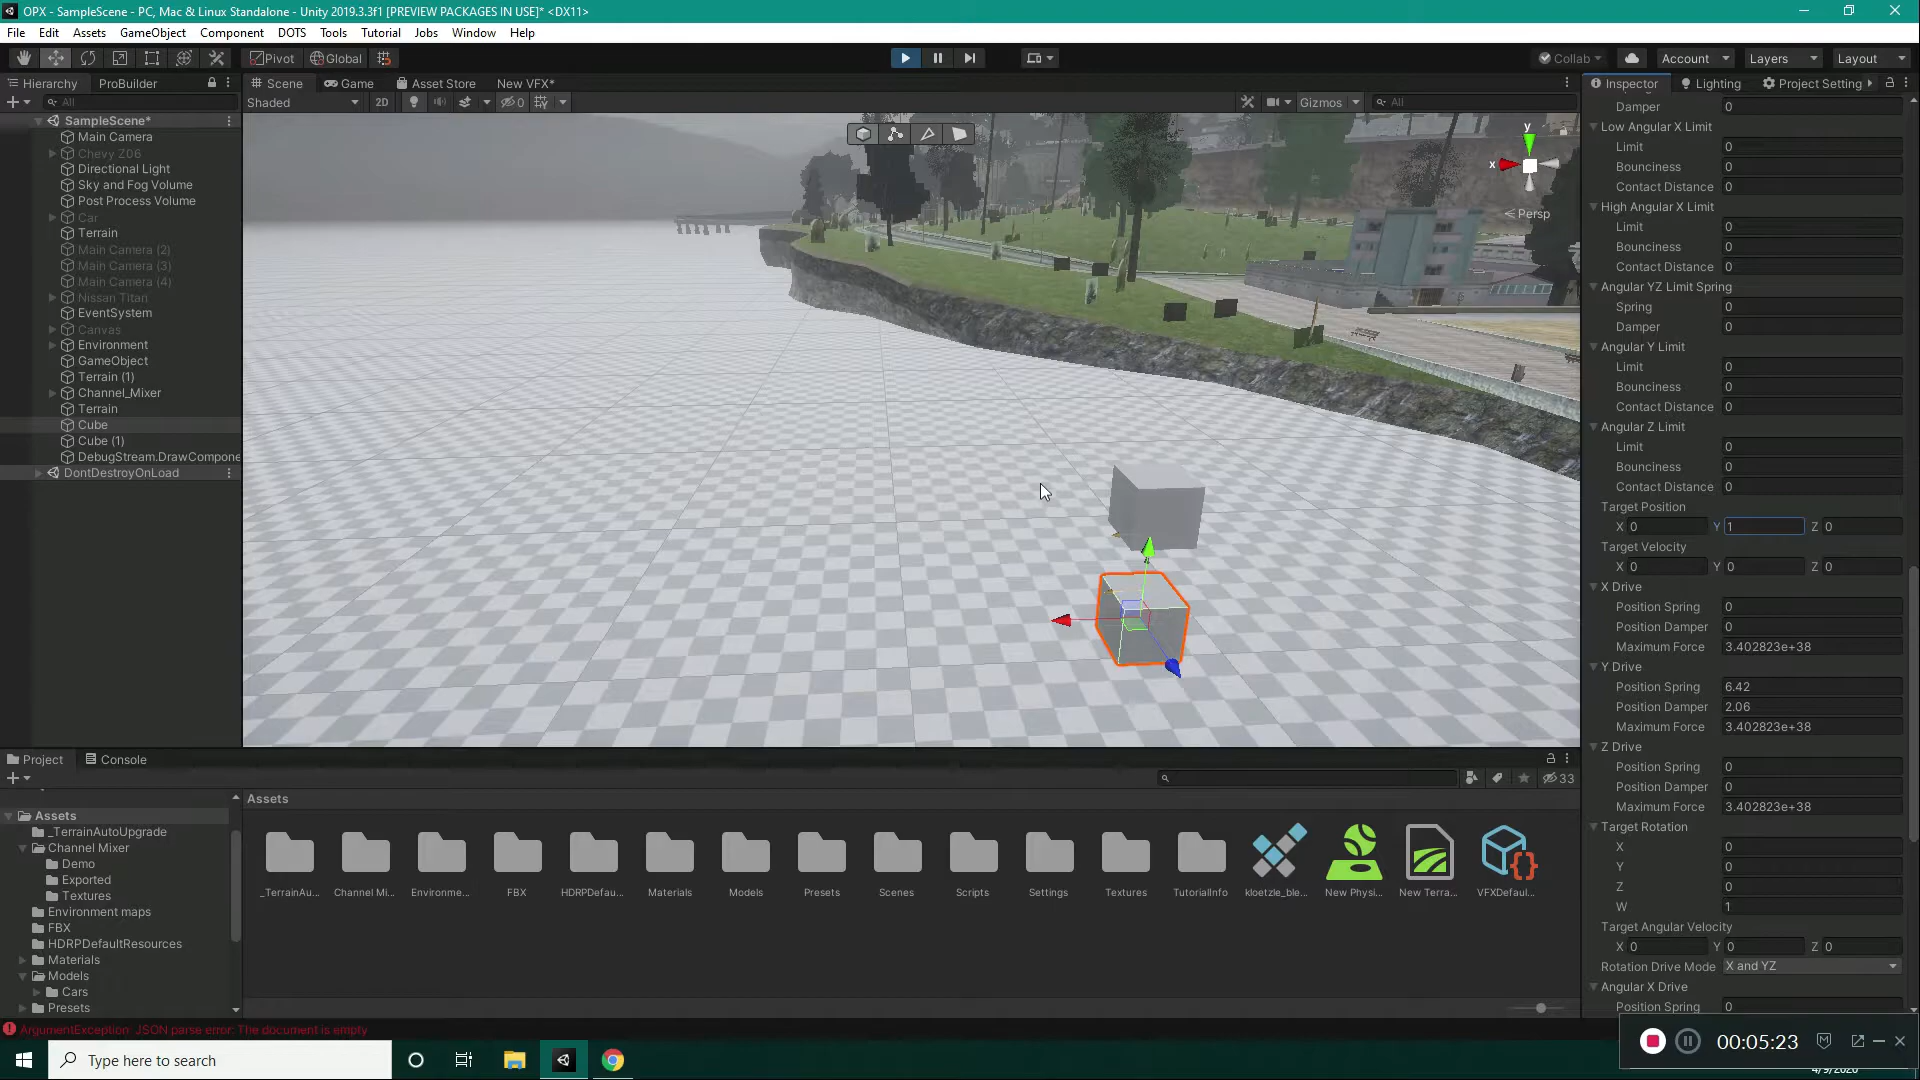 OPX - SampleScene - PC, Mac & Linux Standalone - Unity 2019.3.3f1 [PREVIEW PACKAGES IN USE]* <DX11>
File Edit Assets GameObject Component DOTS Tools Tutorial Jobs Window Help
Pivot Global Collab Account Layers Layout
Hierarchy ProBuilder
All
SampleScene*
Main Camera
Chevy Z06
Directional Light
Sky and Fog Volume
Post Process Volume
Car
Terrain
Main Camera (2)
Main Camera (3)
Main Camera (4)
Nissan Titan
EventSystem
Canvas
Environment
GameObject
Terrain (1)
Channel_Mixer
Terrain
Cube
Cube (1)
DebugStream.DrawCompone
DontDestroyOnLoad
Scene Game Asset Store New VFX*
Shaded 2D 0 Gizmos All
y
x
Persp
Inspector Lighting Project Setting
Damper 0
Low Angular X Limit
Limit 0
Bounciness 0
Contact Distance 0
High Angular X Limit
Limit 0
Bounciness 0
Contact Distance 0
Angular YZ Limit Spring
Spring 0
Damper 0
Angular Y Limit
Limit 0
Bounciness 0
Contact Distance 0
Angular Z Limit
Limit 0
Bounciness 0
Contact Distance 0
Target Position
X 0 Y 1 Z 0
Target Velocity
X 0 Y 0 Z 0
X Drive
Position Spring 0
Position Damper 0
Maximum Force 3.402823e+38
Y Drive
Position Spring 6.42
Position Damper 2.06
Maximum Force 3.402823e+38
Z Drive
Position Spring 0
Position Damper 0
Maximum Force 3.402823e+38
Target Rotation
X 0
Y 0
Z 0
W 1
Target Angular Velocity
X 0 Y 0 Z 0
Rotation Drive Mode X and YZ
Angular X Drive
Position Spring 0
Project Console
33
Assets
_TerrainAutoUpgrade
Channel Mixer
Demo
Exported
Textures
Environment maps
FBX
HDRPDefaultResources
Materials
Models
Cars
Presets
Assets
_TerrainAu... Channel Mi... Environme... FBX HDRPDefau... Materials Models Presets Scenes Scripts Settings Textures TutorialInfo kloetzle_ble... New Physi... New Terra... VFXDefaul...
ArgumentException: JSON parse error: The document is empty.
Type here to search
00:05:23
4/9/2020